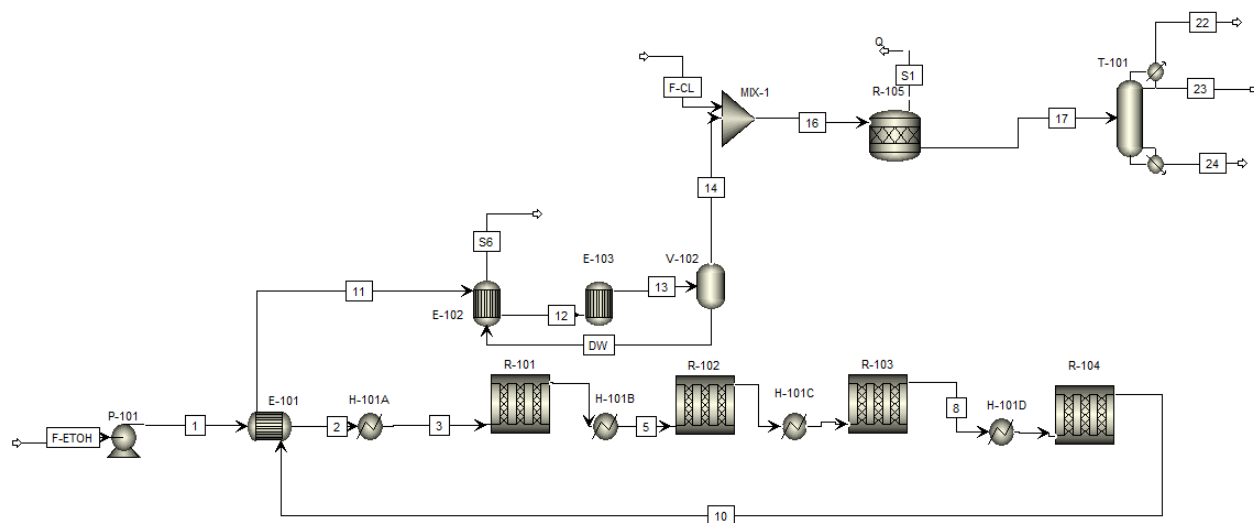 22
Q
T-101
S1
F-CL
MIX-1
R-105
23
16
17
24
14
S6
E-103
V-102
11
13
E-102
12
DW
R-101
R-102
R-103
R-104
E-101
H-101A
H-101B
H-101C
8
H-101D
P-101
1
2
3
5
F-ETOH
10